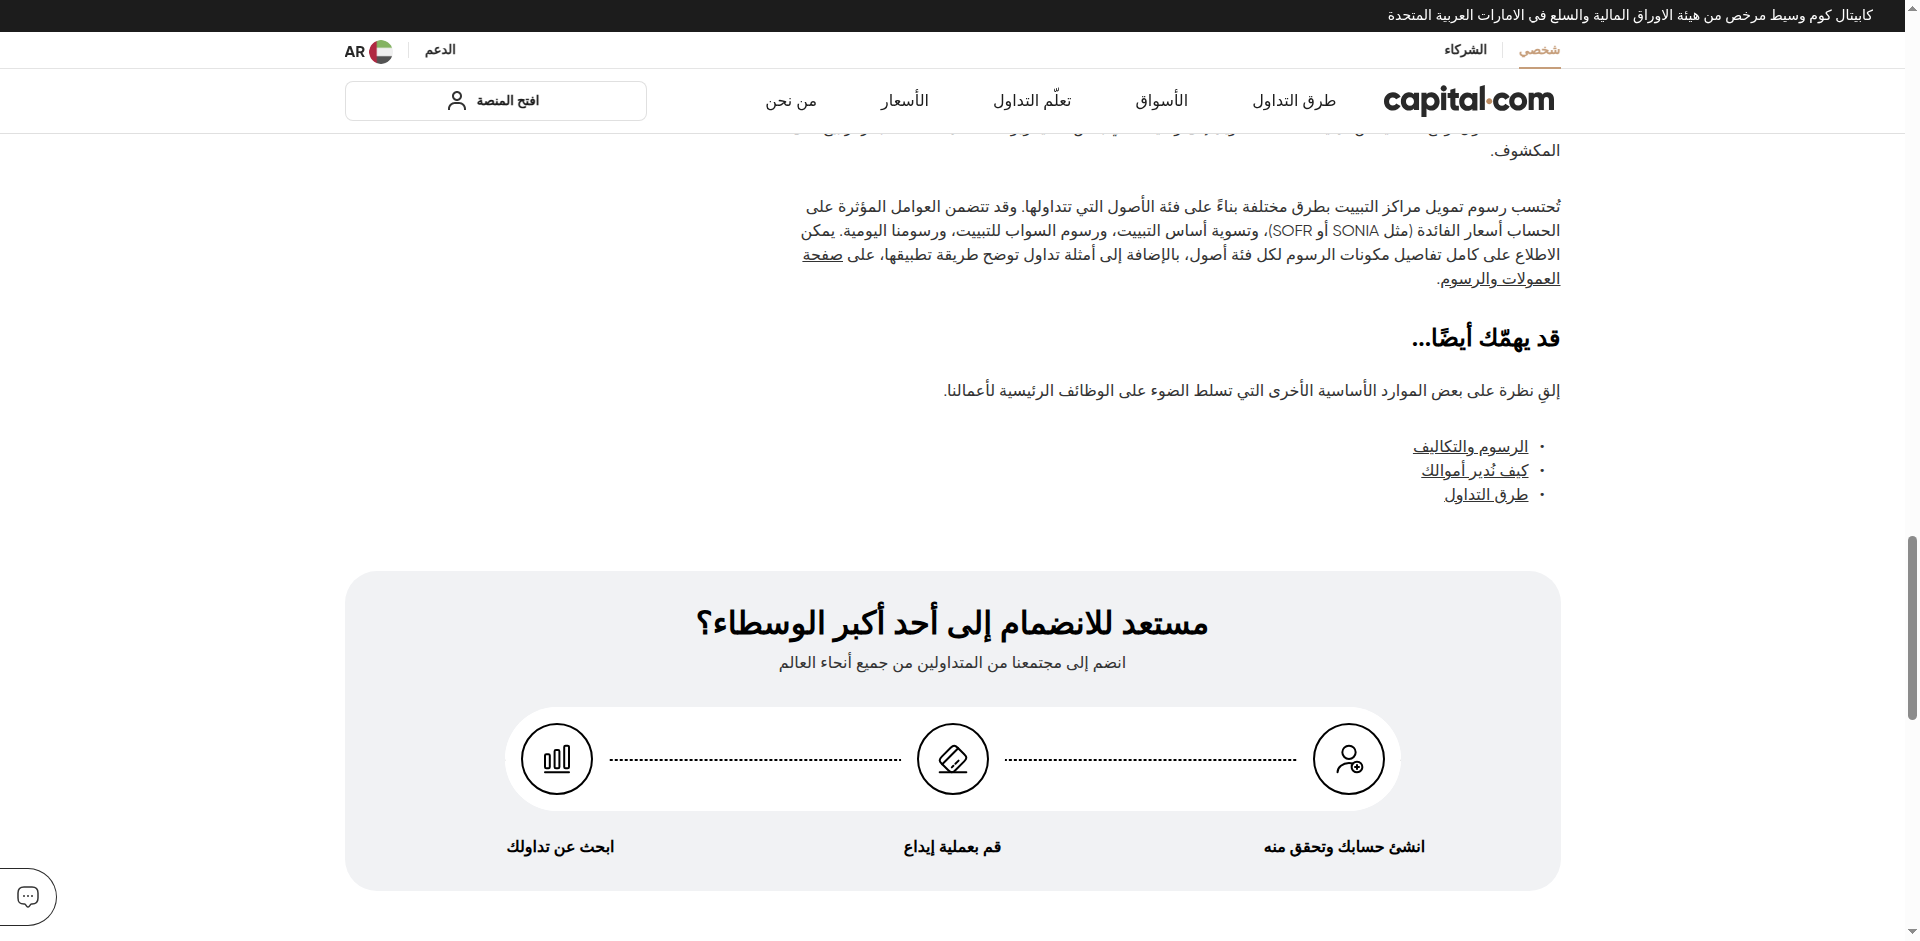 كابيتال كوم وسيط مرخص من هيئة الاوراق المالية والسلع في الامارات العربية المتحدة
شخصي
الشركاء
الدعم
AR
capital.com
طرق التداول
الأسواق
تعلّم التداول
الأسعار
من نحن
افتح المنصة
المكشوف.
تُحتسب رسوم تمويل مراكز التبييت بطرق مختلفة بناءً على فئة الأصول التي تتداولها. وقد تتضمن العوامل المؤثرة على
الحساب أسعار الفائدة (مثل SONIA أو SOFR)، وتسوية أساس التبييت، ورسوم السواب للتبييت، ورسومنا اليومية. يمكن
الاطلاع على كامل تفاصيل مكونات الرسوم لكل فئة أصول، بالإضافة إلى أمثلة تداول توضح طريقة تطبيقها، على صفحة
العمولات والرسوم.
قد يهمّك أيضًا...
إلقِ نظرة على بعض الموارد الأساسية الأخرى التي تسلط الضوء على الوظائف الرئيسية لأعمالنا.
• الرسوم والتكاليف
• كيف نُدير أموالك
• طرق التداول
مستعد للانضمام إلى أحد أكبر الوسطاء؟
انضم إلى مجتمعنا من المتداولين من جميع أنحاء العالم
انشئ حسابك وتحقق منه
قم بعملية إيداع
ابحث عن تداولك